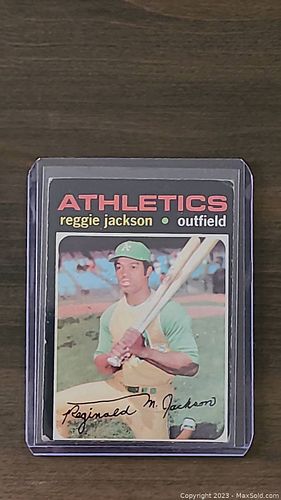 ATHLETICS
reggie jackson • outfield
Reginald M. Jackson
Copyright 2023 - MaxSold.com